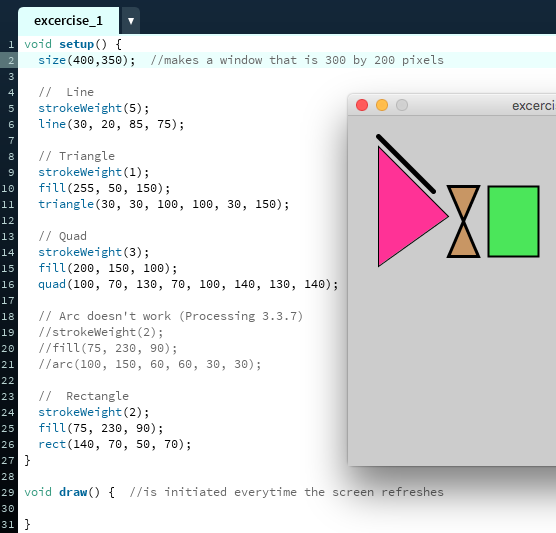 excercise_1
1 void setup() {
2 size(400,350); //makes a window that is 300 by 200 pixels
3
4 // Line
5 strokeWeight(5);
6 line(30, 20, 85, 75);
7
8 // Triangle
9 strokeWeight(1);
10 fill(255, 50, 150);
11 triangle(30, 30, 100, 100, 30, 150);
12
13 // Quad
14 strokeWeight(3);
15 fill(200, 150, 100);
16 quad(100, 70, 130, 70, 100, 140, 130, 140);
17
18 // Arc doesn't work (Processing 3.3.7)
19 //strokeWeight(2);
20 //fill(75, 230, 90);
21 //arc(100, 150, 60, 60, 30, 30);
22
23 // Rectangle
24 strokeWeight(2);
25 fill(75, 230, 90);
26 rect(140, 70, 50, 70);
27 }
28
29 void draw() { //is initiated everytime the screen refreshes
30
31 }
excerci